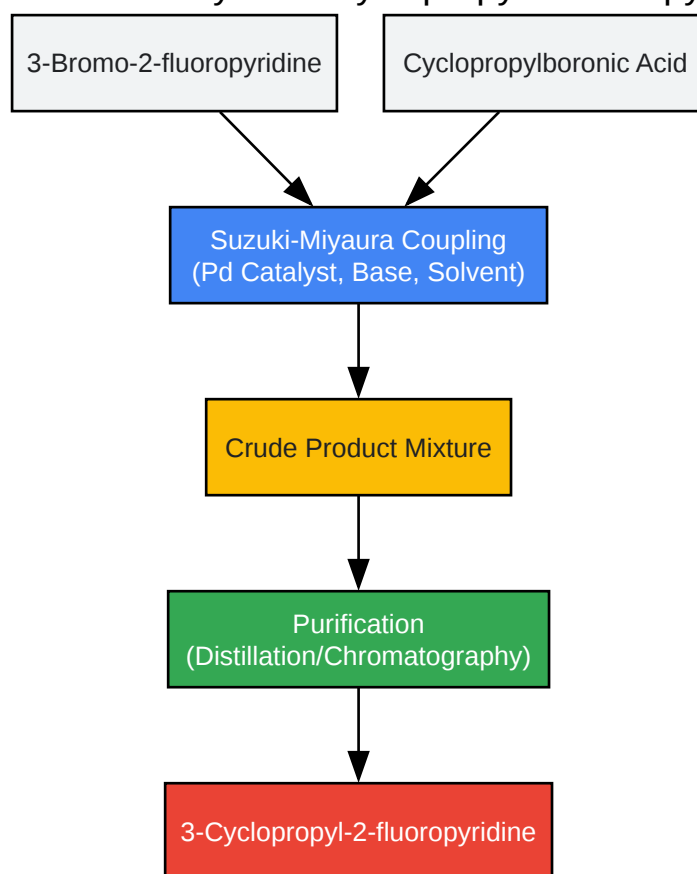 3-Bromo-2-fluoropyridine
Cyclopropylboronic Acid
Suzuki-Miyaura Coupling
(Pd Catalyst, Base, Solvent)
Crude Product Mixture
Purification
(Distillation/Chromatography)
3-Cyclopropyl-2-fluoropyridine